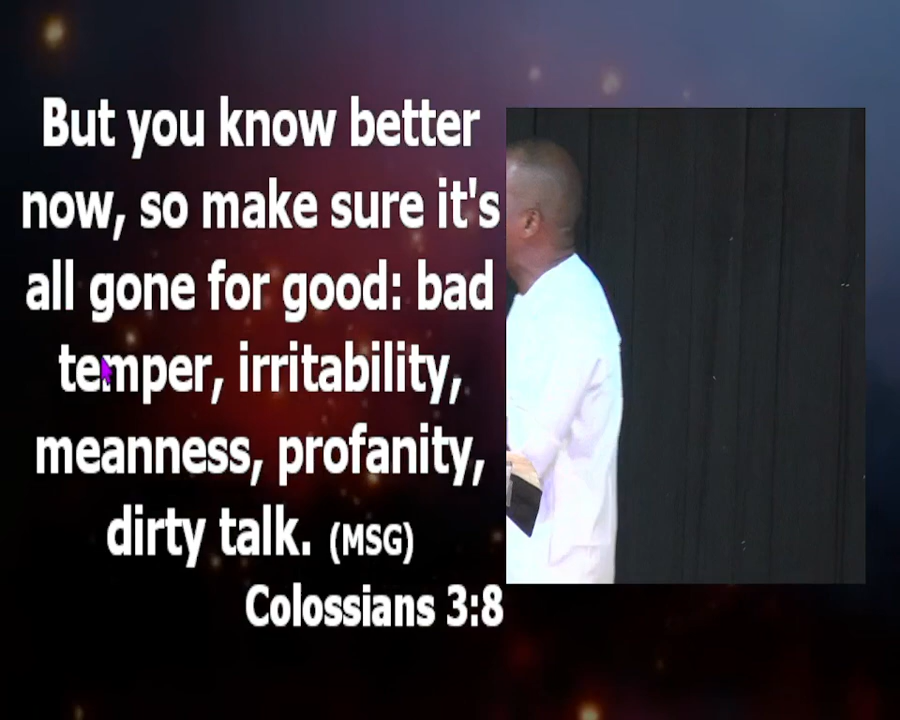 But you know better
now, so make sure it's
all gone for good: bad
temper, irritability,
meanness, profanity,
dirty talk. (MSG)
Colossians 3:8